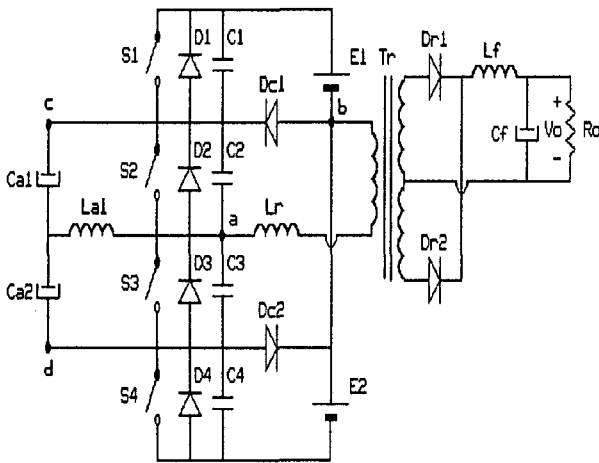 S1
D1
C1
E1
Tr
Dr1
Lf
Dc1
c
b
+
Cf
Vo
Ro
-
Ca1
S2
D2
C2
La1
a
Lr
Ca2
S3
D3
C3
Dr2
Dc2
d
S4
D4
C4
E2